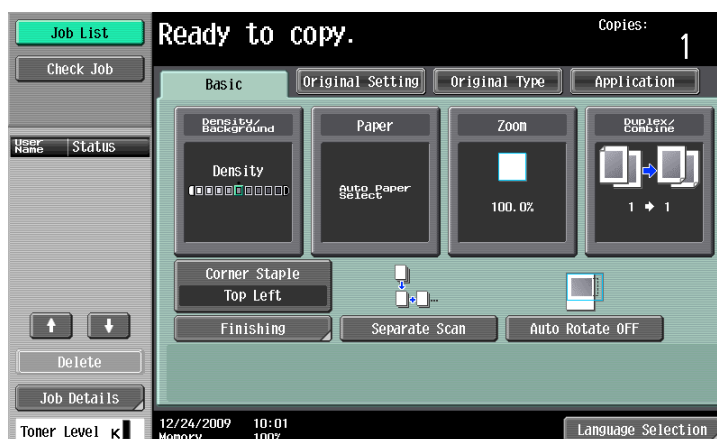 Job List
Ready to copy.
Copies:
1
Check Job
Basic
Original Setting
Original Type
Application
Density/
Background
Paper
Zoom
Duplex/
Combine
User
Name
Status
Density
Auto Paper
Select
100.0%
1 → 1
Corner Staple
Top Left
Finishing
Separate Scan
Auto Rotate OFF
Delete
Job Details
Toner Level K
12/24/2009 10:01
Memory 100%
Language Selection